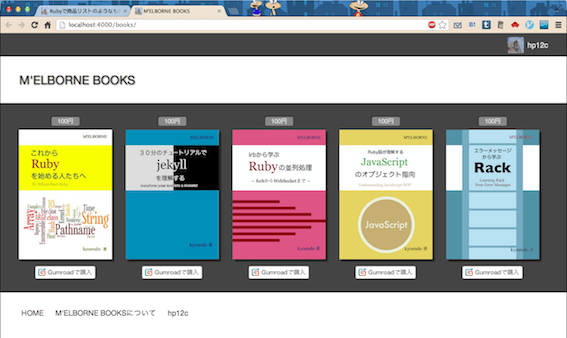 Rubyで商品リストのような
M'ELBORNE BOOKS
localhost:4000/books/
hp12c
M'ELBORNE BOOKS
100円
100円
100円
100円
100円
M'ELBORNE
これから
Ruby
を始める人たちへ
Array
String
Pathname
Time
kyoendo 著
Gumroadで購入
M'ELBORNE
30分のチュートリアルで
jekyll
を理解する
kyoendo 著
Gumroadで購入
M'ELBORNE
irbから学ぶ
Rubyの並列処理
~ forkからWebSocketまで ~
kyoendo 著
Gumroadで購入
M'ELBORNE
Ruby脳が理解する
JavaScript
のオブジェクト指向
Understanding JavaScript OOP
JavaScript
kyoendo 著
Gumroadで購入
M'ELBORNE
エラーメッセージ
から学ぶ
Rack
Learning Rack
from Error Messages
kyoendo 著
Gumroadで購入
HOME
M'ELBORNE BOOKSについて
hp12c